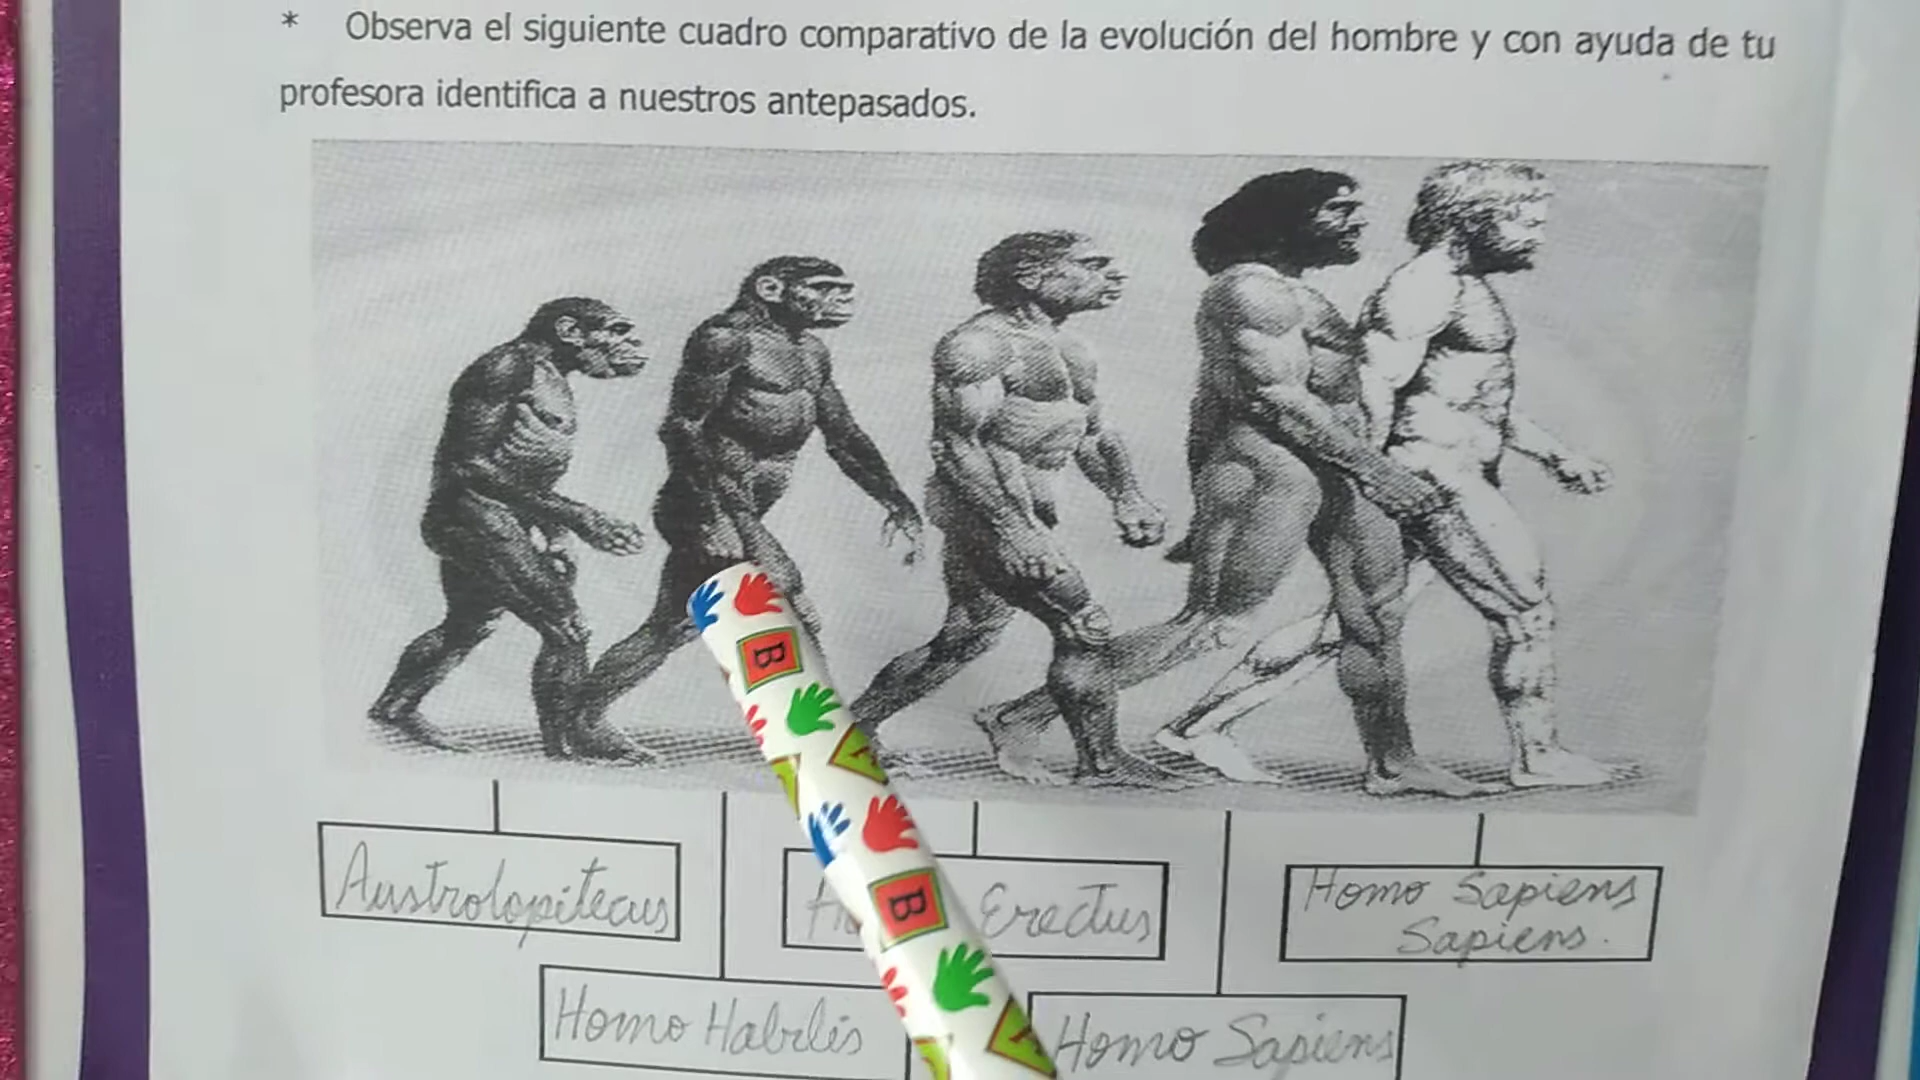 * Observa el siguiente cuadro comparativo de la evolución del hombre y con ayuda de tu
profesora identifica a nuestros antepasados.
B
B
Austrolopitecus
Erectus
Homo Sapiens
Sapiens.
Homo Habilis
Homo Sapiens